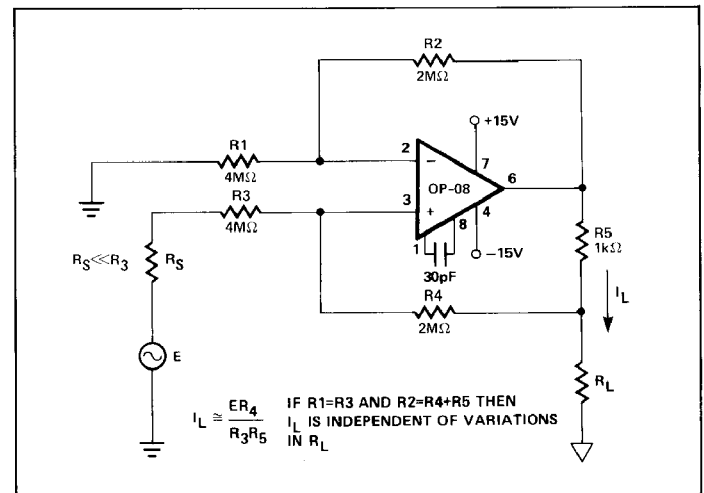 R2
2MΩ
+15V
R1
4MΩ
2
−
7
6
OP-08
R3
4MΩ
3
+
8
4
1
−15V
30pF
R5
1kΩ
RS≪R3
RS
R4
2MΩ
IL
E
RL
IL ≅ ER4 / R3R5
IF R1=R3 AND R2=R4+R5 THEN
IL IS INDEPENDENT OF VARIATIONS
IN RL